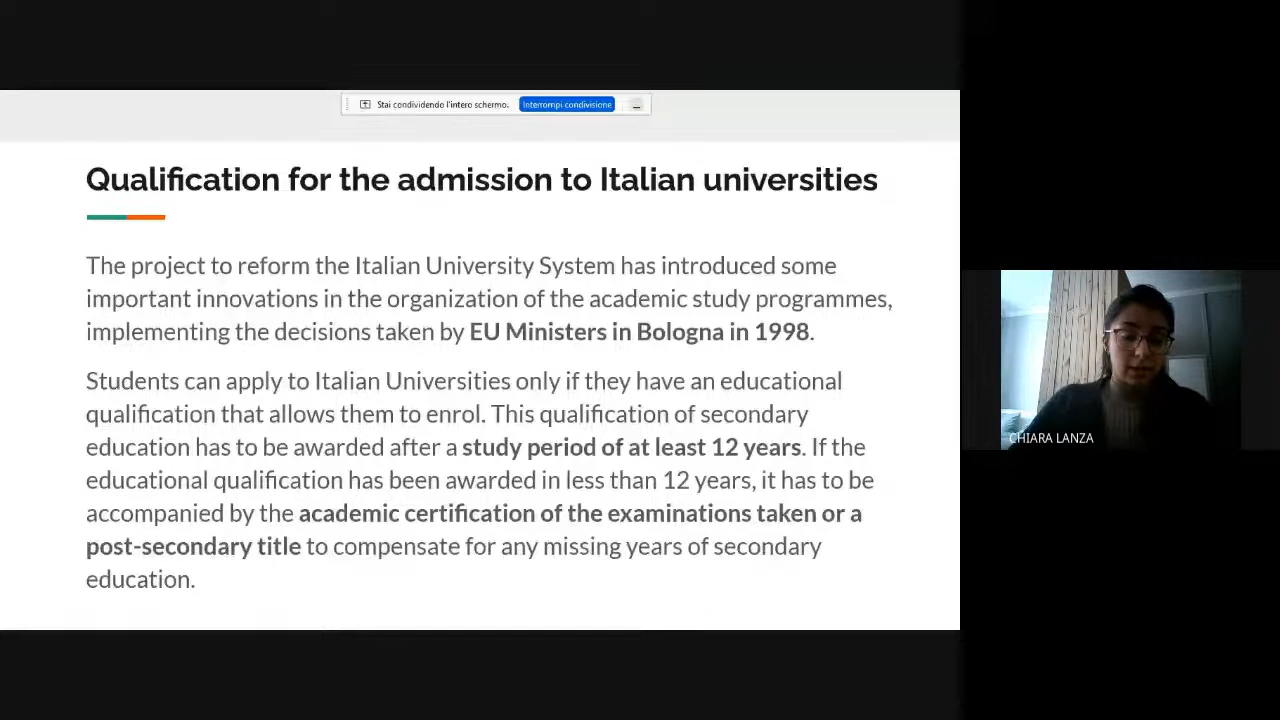 Stai condividendo l'intero schermo.
Interrompi condivisione
Qualification for the admission to Italian universities
The project to reform the Italian University System has introduced some
important innovations in the organization of the academic study programmes,
implementing the decisions taken by EU Ministers in Bologna in 1998.
Students can apply to Italian Universities only if they have an educational
qualification that allows them to enrol. This qualification of secondary
education has to be awarded after a study period of at least 12 years. If the
educational qualification has been awarded in less than 12 years, it has to be
accompanied by the academic certification of the examinations taken or a
post-secondary title to compensate for any missing years of secondary
education.
CHIARA LANZA